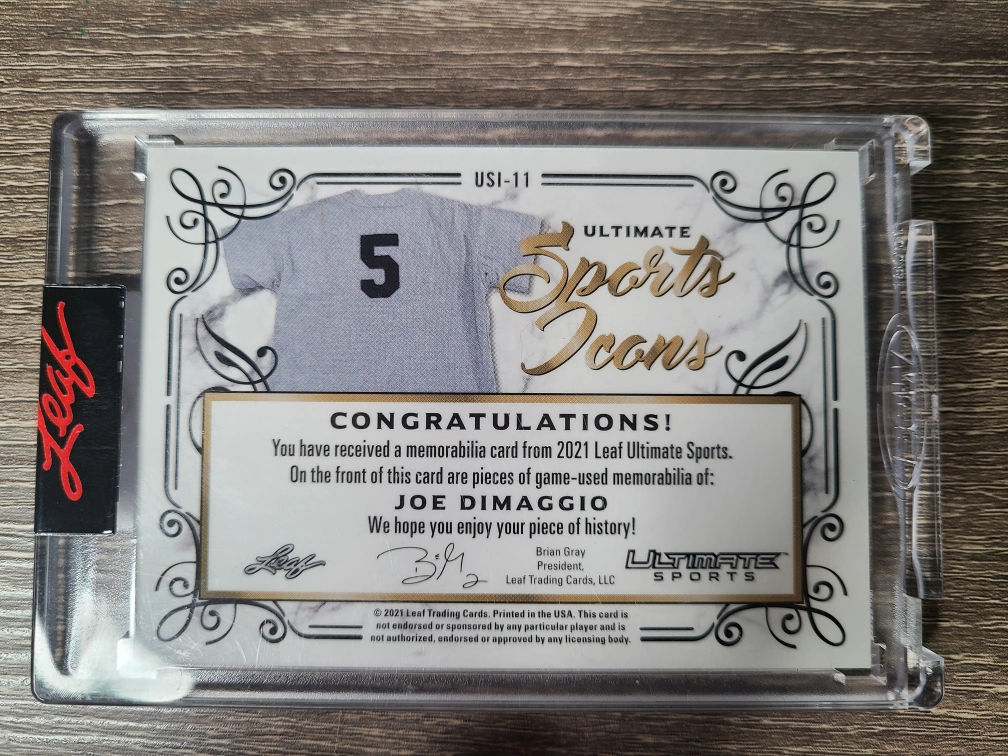 USI-11
5
ULTIMATE
Sports
Icons
CONGRATULATIONS!
You have received a memorabilia card from 2021 Leaf Ultimate Sports.
On the front of this card are pieces of game-used memorabilia of:
JOE DIMAGGIO
We hope you enjoy your piece of history!
Leaf
Brian Gray
President,
Leaf Trading Cards, LLC
ULTIMATE
SPORTS
© 2021 Leaf Trading Cards. Printed in the USA. This card is
not endorsed or sponsored by any particular player and is
not authorized, endorsed or approved by any licensing body.
Leaf